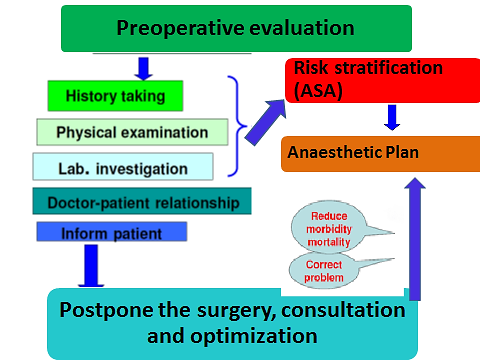 Preoperative evaluation
History taking
Physical examination
Lab. investigation
Doctor-patient relationship
Inform patient
Risk stratification
(ASA)
Anaesthetic Plan
Reduce
morbidity
mortality
Correct
problem
Postpone the surgery, consultation
and optimization